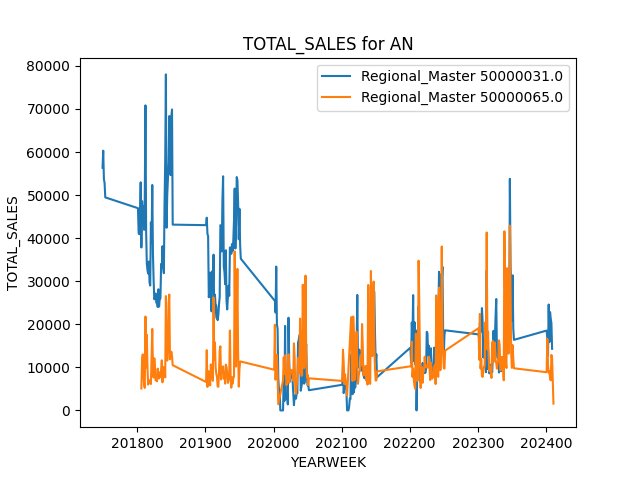 TOTAL_SALES for AN
Regional_Master 50000031.0
Regional_Master 50000065.0
80000
70000
60000
50000
40000
30000
20000
10000
0
TOTAL_SALES
201800 201900 202000 202100 202200 202300 202400
YEARWEEK